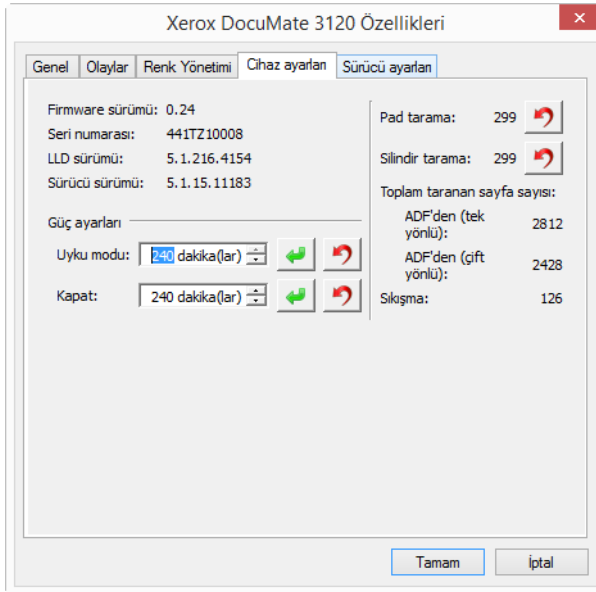 Xerox DocuMate 3120 Özellikleri
Genel Olaylar Renk Yönetimi Cihaz ayarları Sürücü ayarları
Firmware sürümü: 0.24
Seri numarası: 441TZ10008
LLD sürümü: 5.1.216.4154
Sürücü sürümü: 5.1.15.11183
Güç ayarları
Uyku modu: 240 dakika(lar)
Kapat: 240 dakika(lar)
Pad tarama: 299
Silindir tarama: 299
Toplam taranan sayfa sayısı:
ADF'den (tek
yönlü): 2812
ADF'den (çift
yönlü): 2428
Sıkışma: 126
Tamam İptal